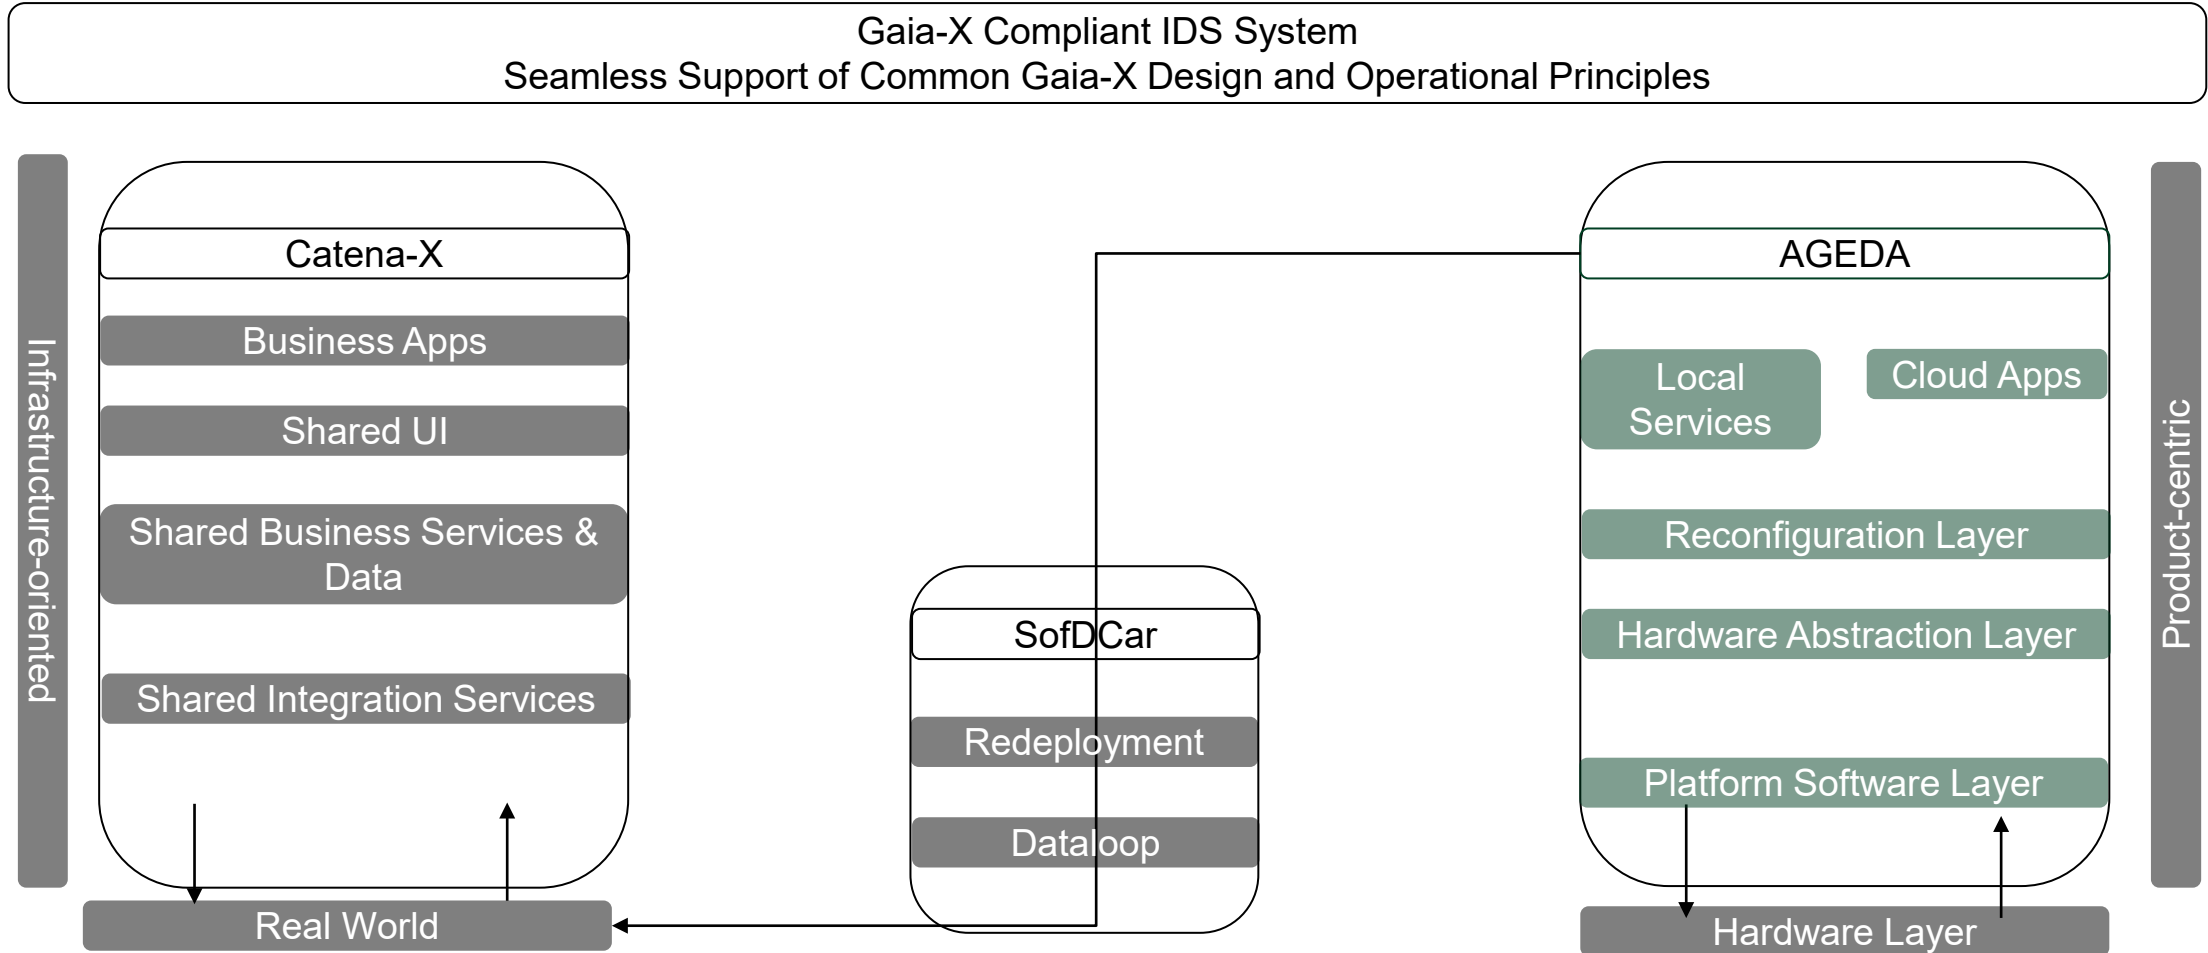 Gaia-X Compliant IDS System
Seamless Support of Common Gaia-X Design and Operational Principles
Infrastructure-oriented
Catena-X
Business Apps
Shared UI
Shared Business Services &
Data
Shared Integration Services
Real World
SofDCar
Redeployment
Dataloop
AGEDA
Local
Services
Cloud Apps
Reconfiguration Layer
Hardware Abstraction Layer
Platform Software Layer
Hardware Layer
Product-centric